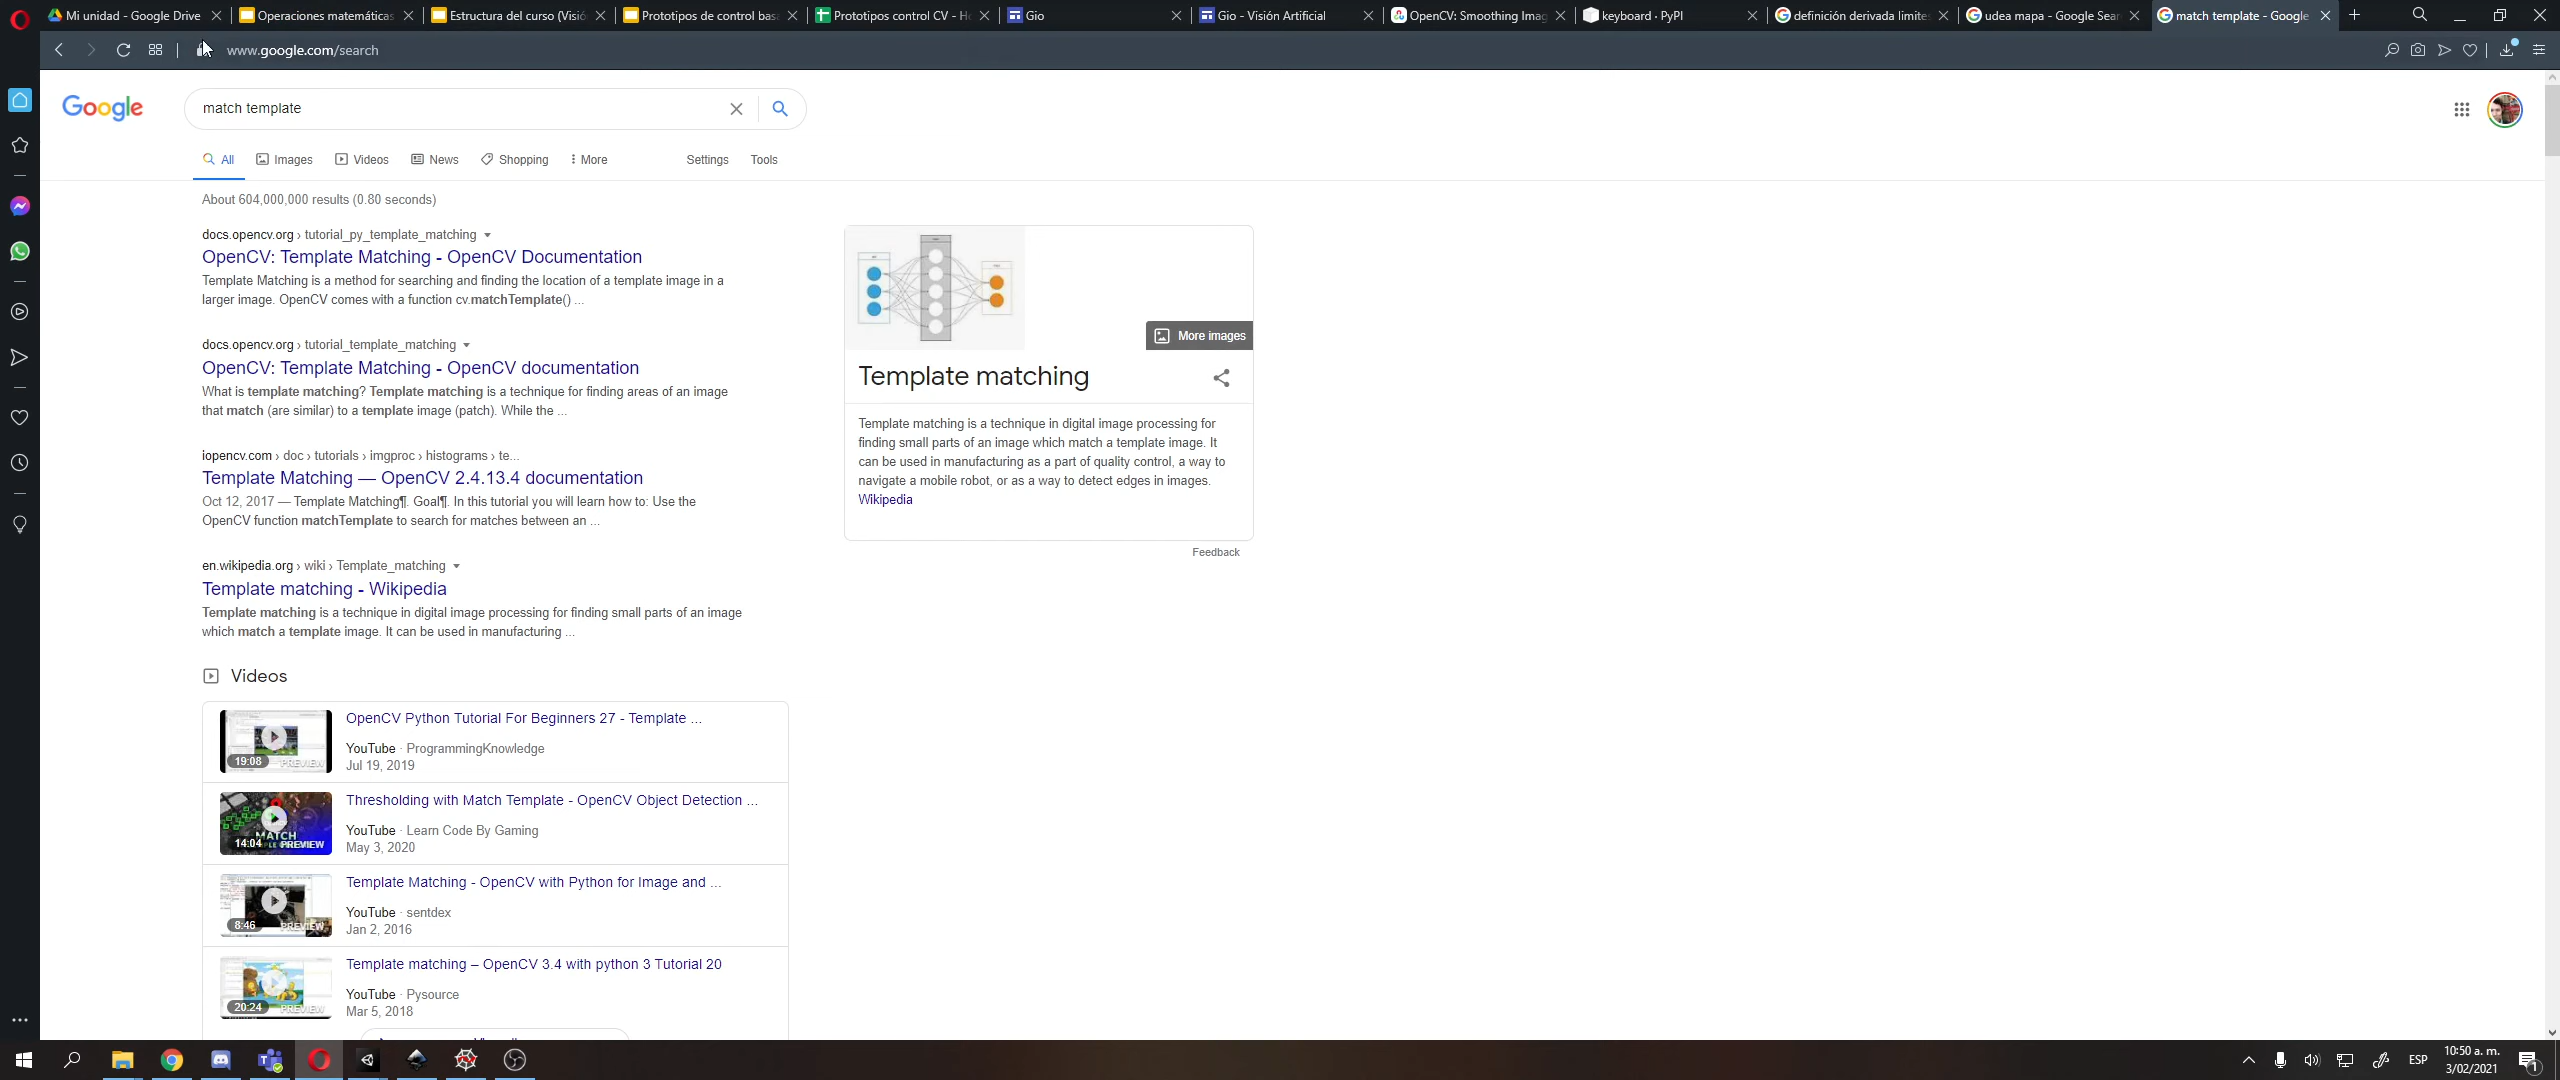 Mi unidad - Google Drive
Operaciones matemáticas
Estructura del curso (Visió
Prototipos de control bas
Prototipos control CV - H
Gio
Gio - Visión Artificial
OpenCV: Smoothing Imag
keyboard · PyPI
definición derivada limite
udea mapa - Google Sear
match template - Google
www.google.com/search
Google
match template
All
Images
Videos
News
Shopping
More
Settings
Tools
About 604,000,000 results (0.80 seconds)
docs.opencv.org › tutorial_py_template_matching
OpenCV: Template Matching - OpenCV Documentation
Template Matching is a method for searching and finding the location of a template image in a
larger image. OpenCV comes with a function cv.matchTemplate() ...
docs.opencv.org › tutorial_template_matching
OpenCV: Template Matching - OpenCV documentation
What is template matching? Template matching is a technique for finding areas of an image
that match (are similar) to a template image (patch). While the ...
iopencv.com › doc › tutorials › imgproc › histograms › te...
Template Matching — OpenCV 2.4.13.4 documentation
Oct 12, 2017 — Template Matching¶. Goal¶. In this tutorial you will learn how to: Use the
OpenCV function matchTemplate to search for matches between an ...
en.wikipedia.org › wiki › Template_matching
Template matching - Wikipedia
Template matching is a technique in digital image processing for finding small parts of an image
which match a template image. It can be used in manufacturing ...
Videos
OpenCV Python Tutorial For Beginners 27 - Template ...
YouTube · ProgrammingKnowledge
Jul 19, 2019
19:08
PREVIEW
Thresholding with Match Template - OpenCV Object Detection ...
YouTube · Learn Code By Gaming
May 3, 2020
MATCH
14:04
PREVIEW
Template Matching - OpenCV with Python for Image and ...
YouTube · sentdex
Jan 2, 2016
8:46
PREVIEW
Template matching – OpenCV 3.4 with python 3 Tutorial 20
YouTube · Pysource
Mar 5, 2018
20:24
PREVIEW
More images
Template matching
Template matching is a technique in digital image processing for
finding small parts of an image which match a template image. It
can be used in manufacturing as a part of quality control, a way to
navigate a mobile robot, or as a way to detect edges in images.
Wikipedia
Feedback
ESP
10:50 a. m.
3/02/2021
1